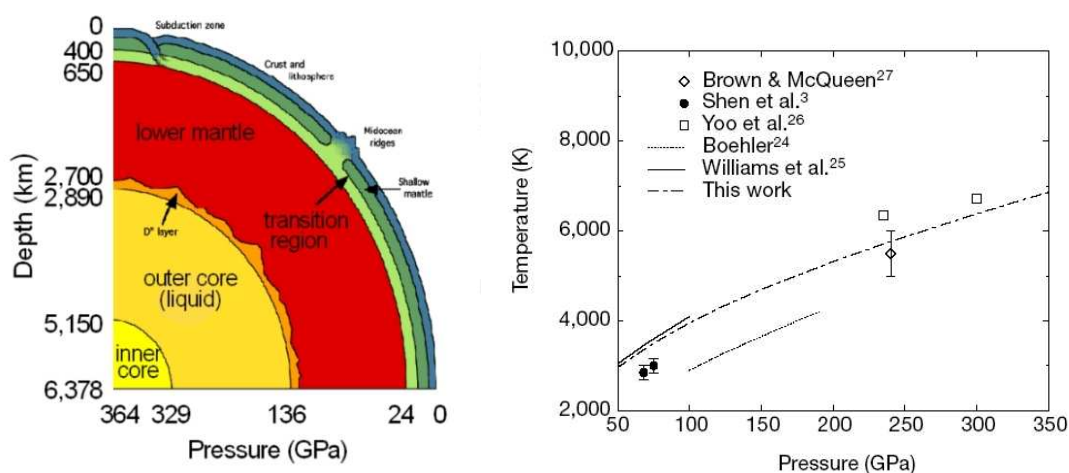 0
400
650
2,700
2,890
5,150
6,378
Depth (km)
Subduction zone
Crust and
lithosphere
lower mantle
Midocean
ridges
Shallow
mantle
transition
region
D" layer
outer core
(liquid)
inner
core
364 329 136 24 0
Pressure (GPa)
10,000
8,000
6,000
4,000
2,000
Temperature (K)
Brown & McQueen27
Shen et al.3
Yoo et al.26
Boehler24
Williams et al.25
This work
50 100 150 200 250 300 350
Pressure (GPa)